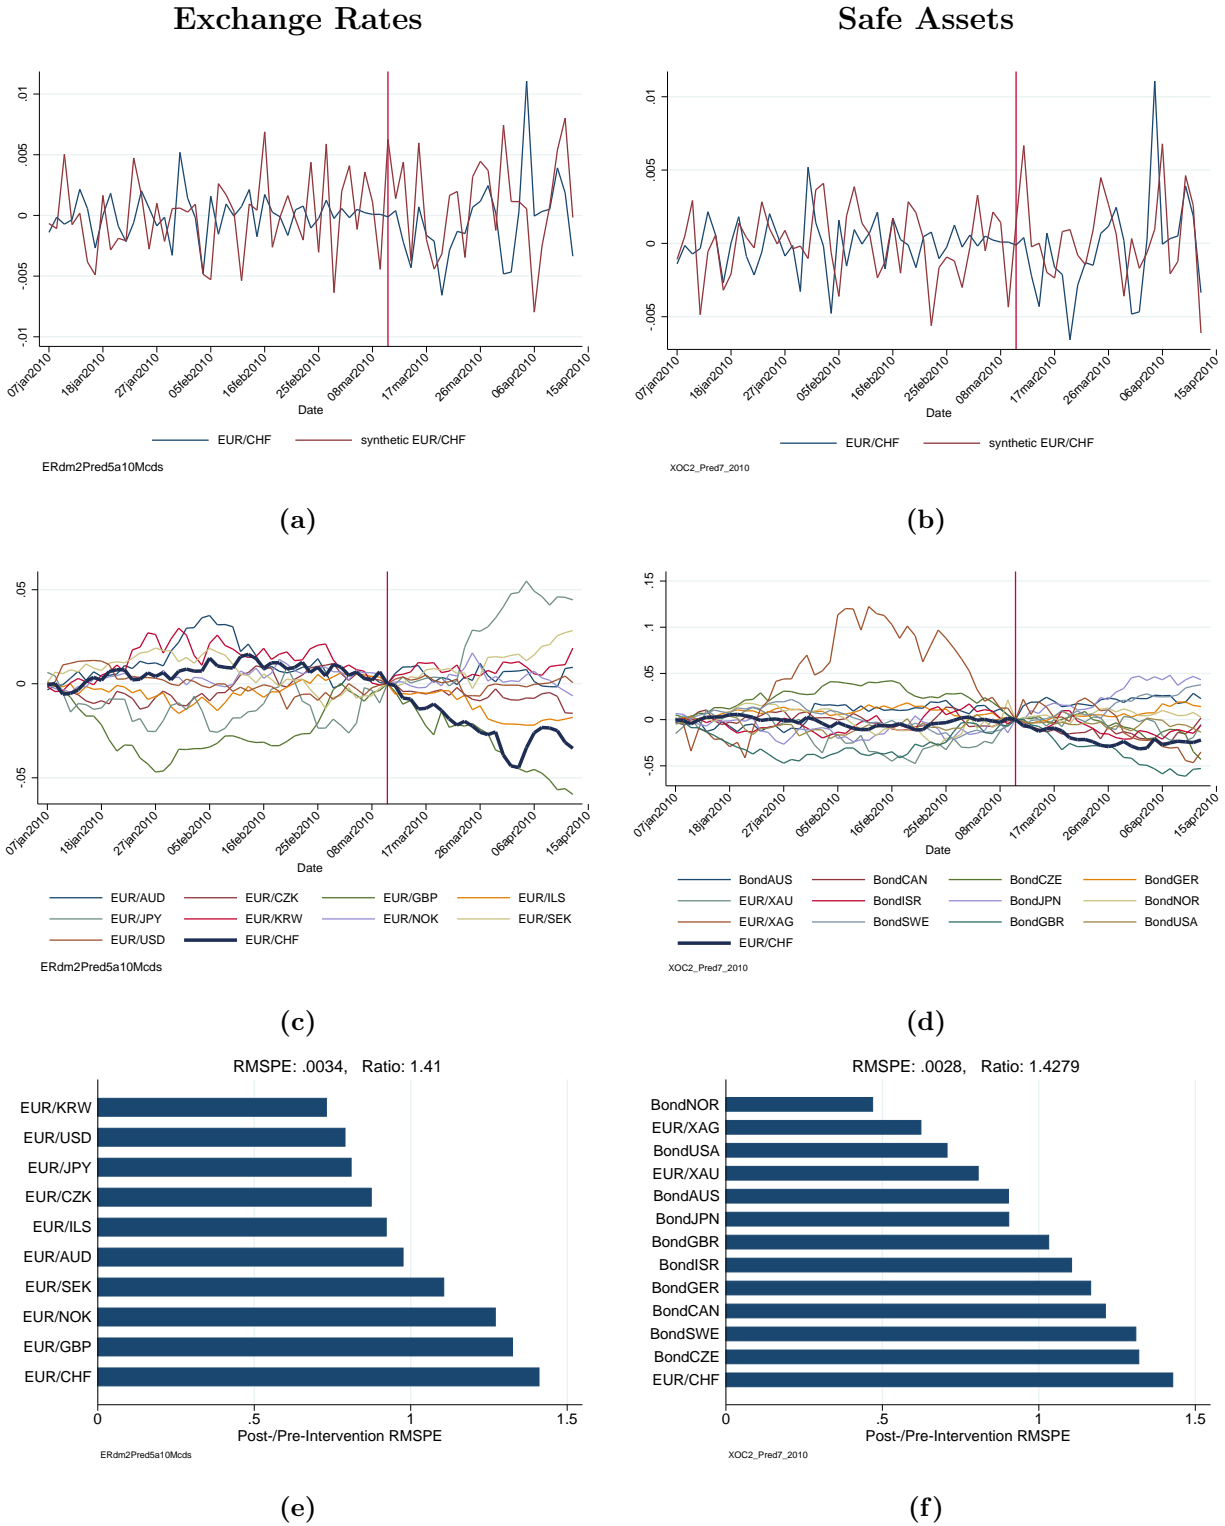 Exchange Rates
Safe Assets
.01
.005
0
-.005
-.01
07jan2010
18jan2010
27jan2010
05feb2010
16feb2010
25feb2010
08mar2010
17mar2010
26mar2010
06apr2010
15apr2010
Date
EUR/CHF
synthetic EUR/CHF
ERdm2Pred5a10Mcds
(a)
.01
.005
0
-.005
07jan2010
18jan2010
27jan2010
05feb2010
16feb2010
25feb2010
08mar2010
17mar2010
26mar2010
06apr2010
15apr2010
Date
EUR/CHF
synthetic EUR/CHF
XOC2_Pred7_2010
(b)
.05
0
-.05
07jan2010
18jan2010
27jan2010
05feb2010
16feb2010
25feb2010
08mar2010
17mar2010
26mar2010
06apr2010
15apr2010
Date
EUR/AUD EUR/CZK EUR/GBP EUR/ILS
EUR/JPY EUR/KRW EUR/NOK EUR/SEK
EUR/USD EUR/CHF
ERdm2Pred5a10Mcds
(c)
.15
.1
.05
0
-.05
07jan2010
18jan2010
27jan2010
05feb2010
16feb2010
25feb2010
08mar2010
17mar2010
26mar2010
06apr2010
15apr2010
Date
BondAUS BondCAN BondCZE BondGER
EUR/XAU BondISR BondJPN BondNOR
EUR/XAG BondSWE BondGBR BondUSA
EUR/CHF
XOC2_Pred7_2010
(d)
RMSPE: .0034, Ratio: 1.41
EUR/KRW
EUR/USD
EUR/JPY
EUR/CZK
EUR/ILS
EUR/AUD
EUR/SEK
EUR/NOK
EUR/GBP
EUR/CHF
0 .5 1 1.5
Post-/Pre-Intervention RMSPE
ERdm2Pred5a10Mcds
(e)
RMSPE: .0028, Ratio: 1.4279
BondNOR
EUR/XAG
BondUSA
EUR/XAU
BondAUS
BondJPN
BondGBR
BondISR
BondGER
BondCAN
BondSWE
BondCZE
EUR/CHF
0 .5 1 1.5
Post-/Pre-Intervention RMSPE
XOC2_Pred7_2010
(f)